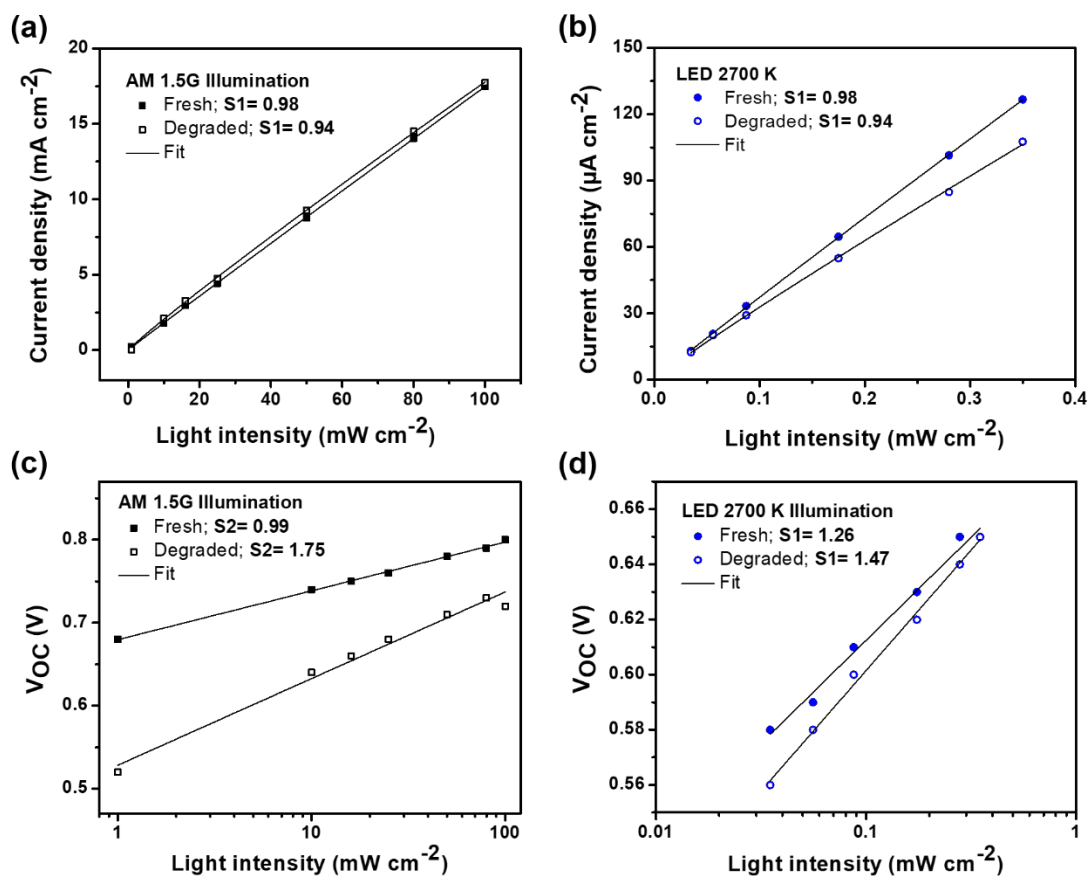 (a)
AM 1.5G Illumination
Fresh; S1= 0.98
Degraded; S1= 0.94
Fit
20
15
10
5
0
0 20 40 60 80 100
Current density (mA cm-2)
Light intensity (mW cm-2)
(b)
LED 2700 K
Fresh; S1= 0.98
Degraded; S1= 0.94
Fit
150
120
90
60
30
0
0.0 0.1 0.2 0.3 0.4
Current density (µA cm-2)
Light intensity (mW cm-2)
(c)
AM 1.5G Illumination
Fresh; S2= 0.99
Degraded; S2= 1.75
Fit
0.8
0.7
0.6
0.5
1 10 100
VOC (V)
Light intensity (mW cm-2)
(d)
LED 2700 K Illumination
Fresh; S1= 1.26
Degraded; S1= 1.47
Fit
0.66
0.64
0.62
0.60
0.58
0.56
0.01 0.1 1
VOC (V)
Light intensity (mW cm-2)